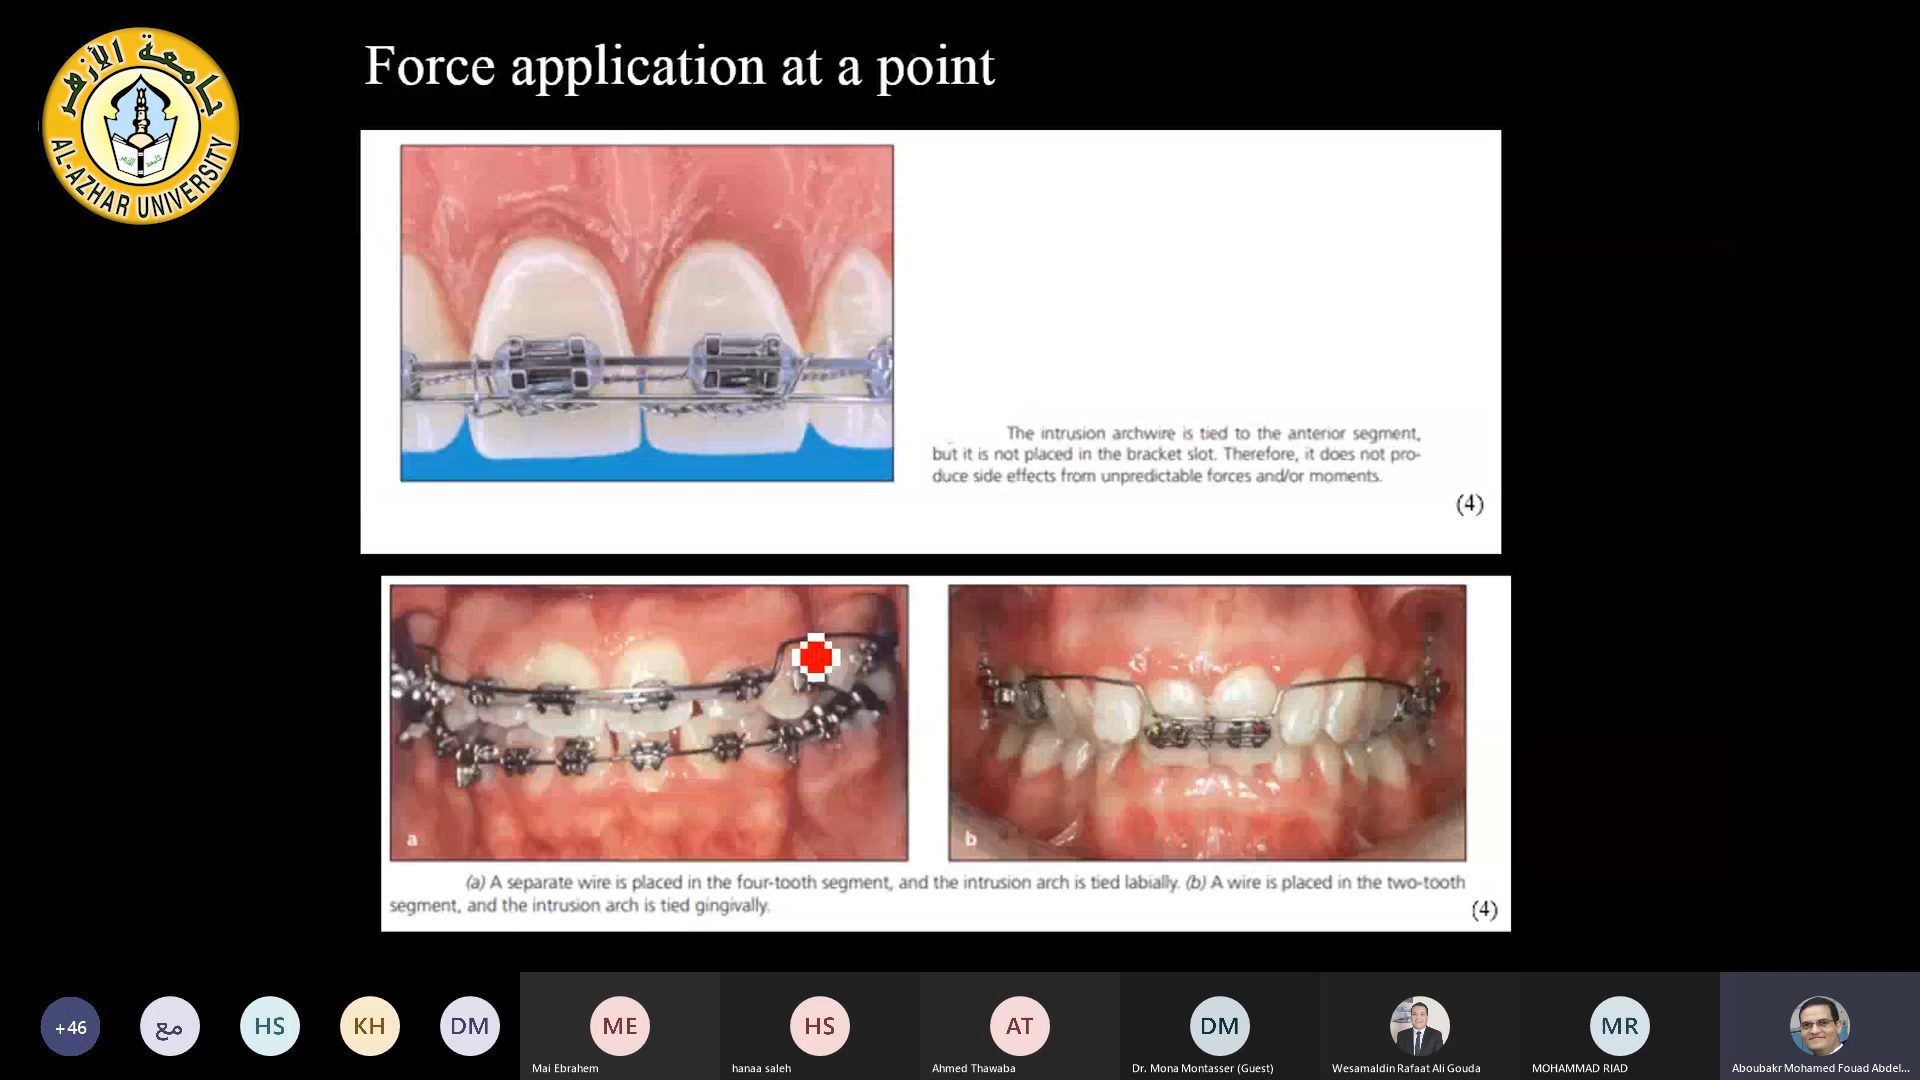 جامعة الأزهر
AL-AZHAR UNIVERSITY
Force application at a point
The intrusion archwire is tied to the anterior segment,
but it is not placed in the bracket slot. Therefore, it does not pro-
duce side effects from unpredictable forces and/or moments.
(4)
a
b
(a) A separate wire is placed in the four-tooth segment, and the intrusion arch is tied labially. (b) A wire is placed in the two-tooth
segment, and the intrusion arch is tied gingivally.
(4)
+46
مع
HS
KH
DM
ME
HS
AT
DM
MR
Mai Ebrahem
hanaa saleh
Ahmed Thawaba
Dr. Mona Montasser (Guest)
Wesamaldin Rafaat Ali Gouda
MOHAMMAD RIAD
Aboubakr Mohamed Fouad Abdel...